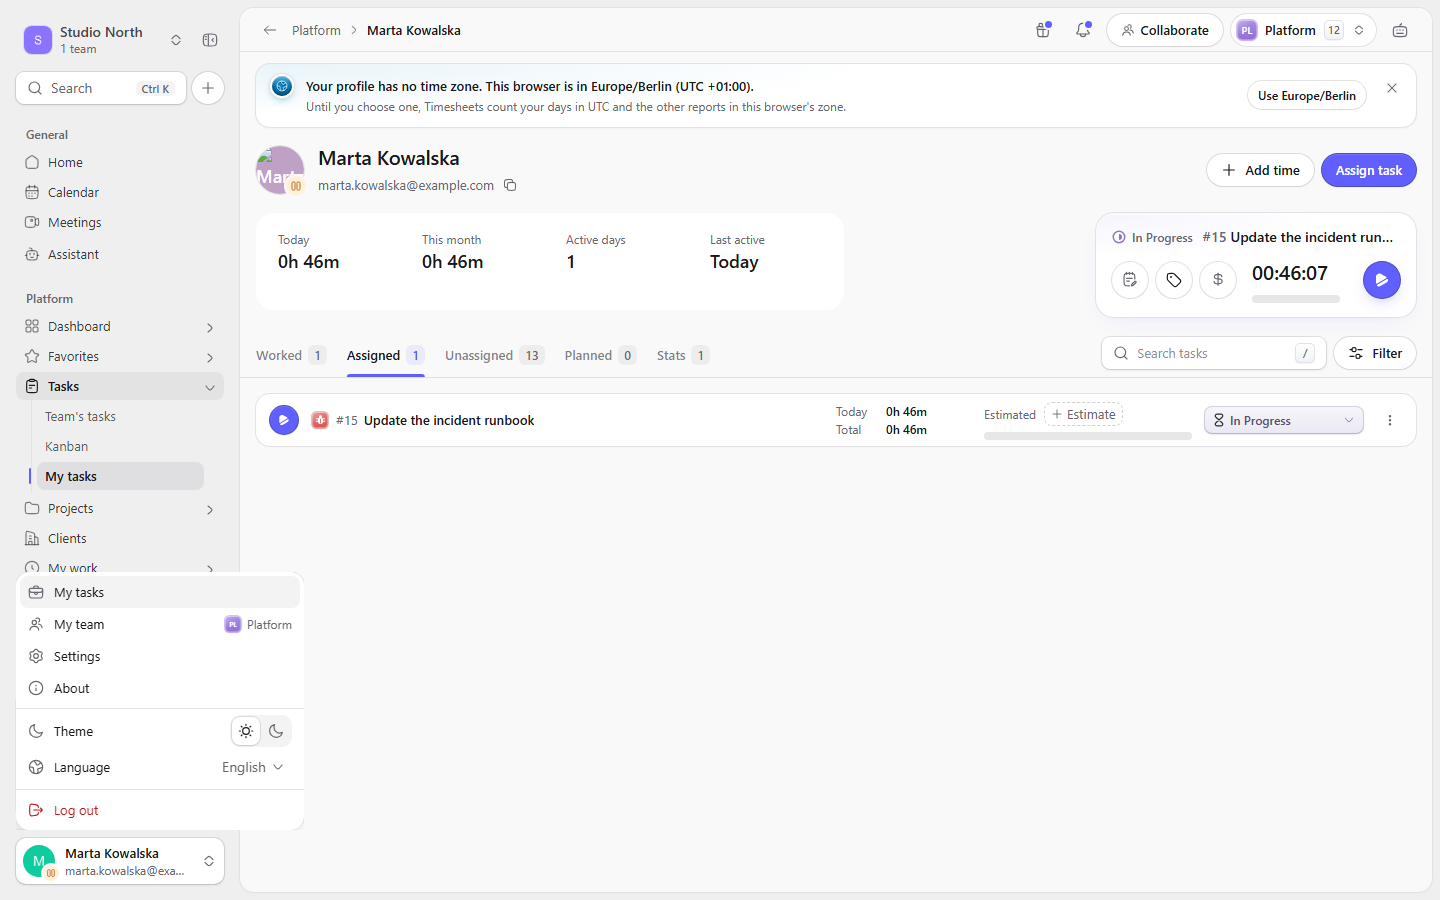 S
Studio North
1 team
Search
Ctrl K
General
Home
Calendar
Meetings
Assistant
Platform
Dashboard
Favorites
Tasks
Team's tasks
Kanban
My tasks
Projects
Clients
My work
My tasks
My team
PL Platform
Settings
About
Theme
Language
English
Log out
M
Marta Kowalska
marta.kowalska@exa...
Platform
Marta Kowalska
Collaborate
PL Platform 12
Your profile has no time zone. This browser is in Europe/Berlin (UTC +01:00).
Until you choose one, Timesheets count your days in UTC and the other reports in this browser's zone.
Use Europe/Berlin
Marta Kowalska
marta.kowalska@example.com
Add time
Assign task
Today
0h 46m
This month
0h 46m
Active days
1
Last active
Today
In Progress
#15 Update the incident run...
00:46:07
Worked 1
Assigned 1
Unassigned 13
Planned 0
Stats 1
Search tasks
/
Filter
#15 Update the incident runbook
Today 0h 46m
Total 0h 46m
Estimated
+ Estimate
In Progress